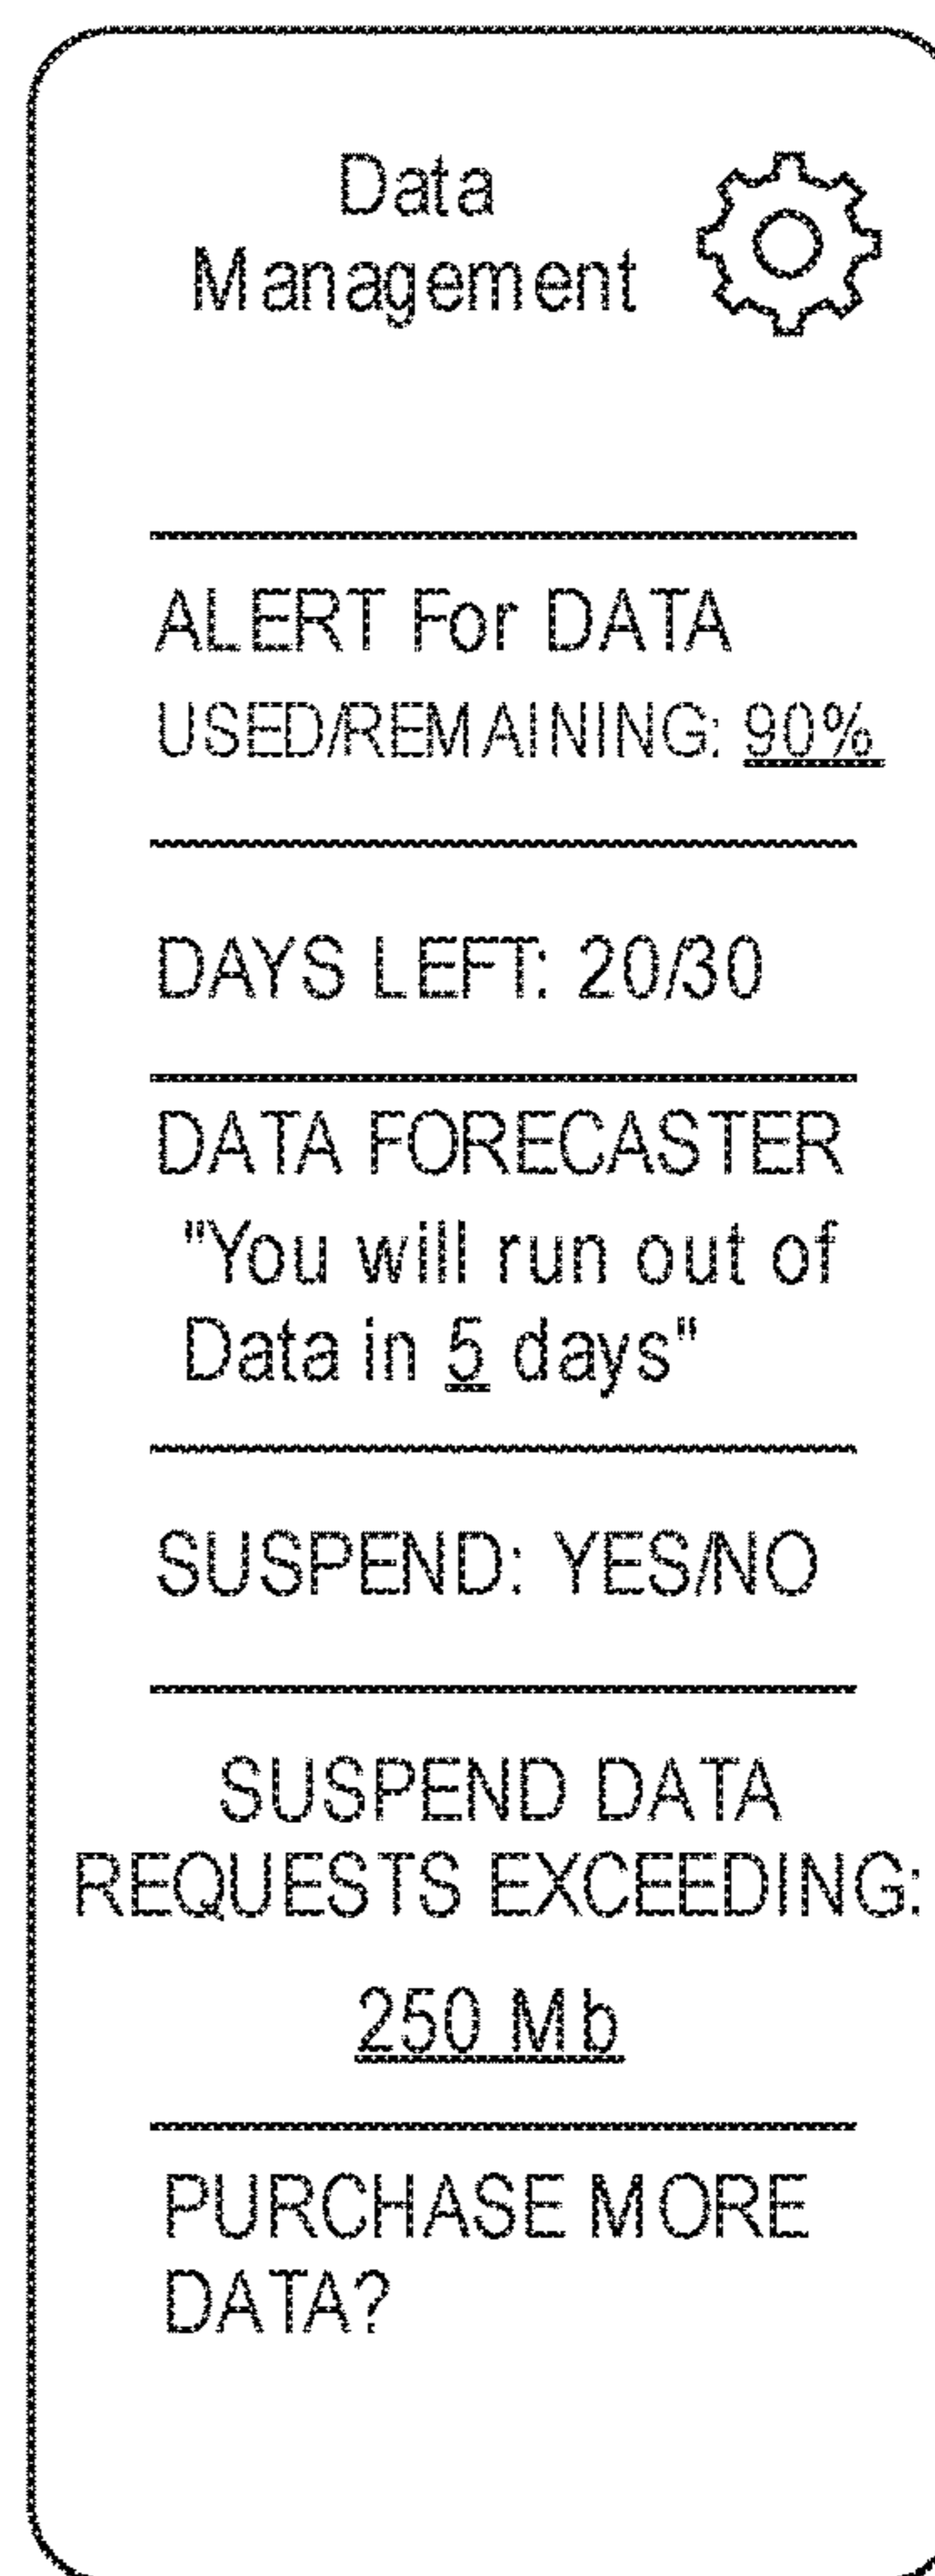 Data
Management
ALERT For DATA
USED/REMAINING: 90%
DAYS LEFT: 20/30
DATA FORECASTER
"You will run out of
Data in 5 days"
SUSPEND: YES/NO
SUSPEND DATA
REQUESTS EXCEEDING:
250 Mb
PURCHASE MORE
DATA?